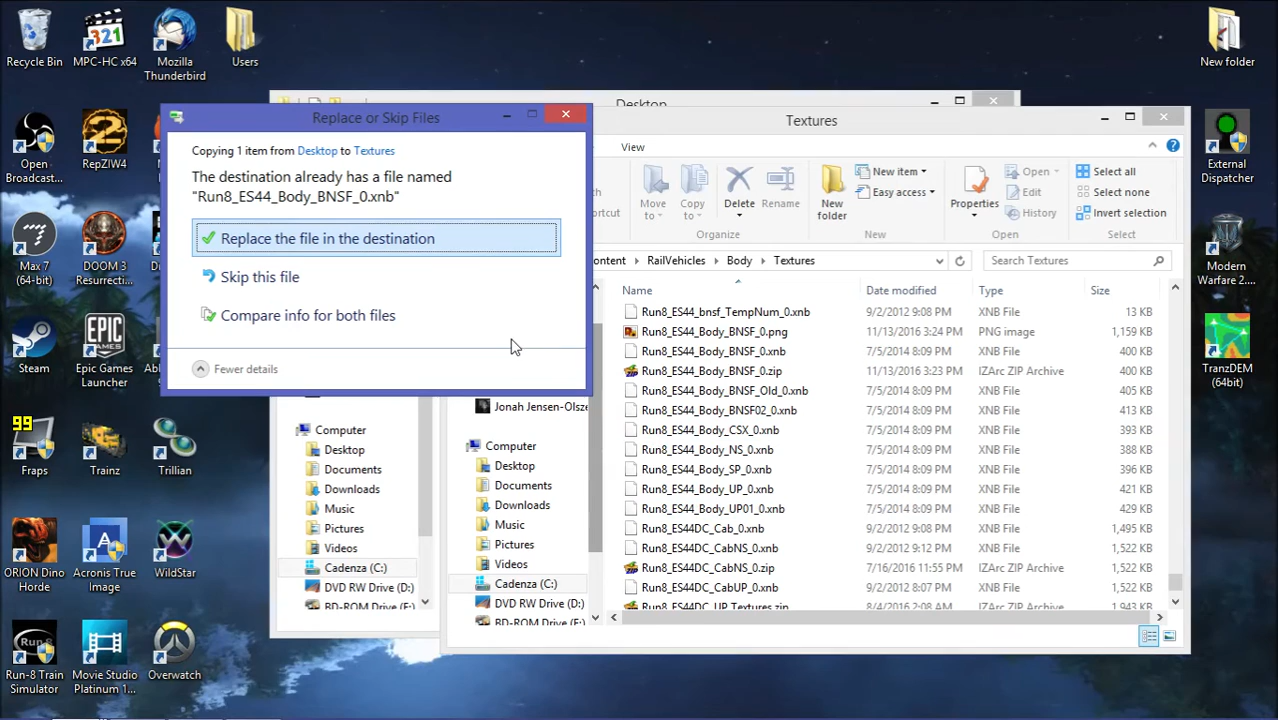 Recycle Bin
MPC-HC x64
Mozilla
Thunderbird
Users
New folder
Open
Broadcast...
RepZIW4
Max 7
(64-bit)
DOOM 3
Resurrecti...
Steam
Epic Games
Launcher
99
Fraps
Trainz
Trillian
ORION Dino
Horde
Acronis True
Image
WildStar
Run-8 Train
Simulator
Movie Studio
Platinum 1...
Overwatch
External
Dispatcher
Modern
Warfare 2....
TranzDEM
(64bit)
Desktop
Replace or Skip Files
Copying 1 item from Desktop to Textures
The destination already has a file named
"Run8_ES44_Body_BNSF_0.xnb"
Replace the file in the destination
Skip this file
Compare info for both files
Fewer details
Computer
Desktop
Documents
Downloads
Music
Pictures
Videos
Cadenza (C:)
DVD RW Drive (D:)
BD-ROM Drive (F:
Textures
View
Move
to
Copy
to
Delete
Rename
New
folder
New item
Easy access
Properties
Open
Edit
History
Select all
Select none
Invert selection
Organize
New
Open
Select
RailVehicles
Body
Textures
Search Textures
Jonah Jensen-Olsze
Computer
Desktop
Documents
Downloads
Music
Pictures
Videos
Cadenza (C:)
DVD RW Drive (D:)
BD-ROM Drive (F:
Name Date modified Type Size
Run8_ES44_bnsf_TempNum_0.xnb 9/2/2012 9:08 PM XNB File 13 KB
Run8_ES44_Body_BNSF_0.png 11/13/2016 3:24 PM PNG image 1,159 KB
Run8_ES44_Body_BNSF_0.xnb 7/5/2014 8:09 PM XNB File 400 KB
Run8_ES44_Body_BNSF_0.zip 11/13/2016 3:23 PM IZArc ZIP Archive 400 KB
Run8_ES44_Body_BNSF_Old_0.xnb 7/5/2014 8:09 PM XNB File 405 KB
Run8_ES44_Body_BNSF02_0.xnb 7/5/2014 8:09 PM XNB File 413 KB
Run8_ES44_Body_CSX_0.xnb 7/5/2014 8:09 PM XNB File 393 KB
Run8_ES44_Body_NS_0.xnb 7/5/2014 8:09 PM XNB File 388 KB
Run8_ES44_Body_SP_0.xnb 7/5/2014 8:09 PM XNB File 396 KB
Run8_ES44_Body_UP_0.xnb 7/5/2014 8:09 PM XNB File 421 KB
Run8_ES44_Body_UP01_0.xnb 7/5/2014 8:09 PM XNB File 429 KB
Run8_ES44DC_Cab_0.xnb 9/2/2012 9:08 PM XNB File 1,495 KB
Run8_ES44DC_CabNS_0.xnb 9/2/2012 9:12 PM XNB File 1,522 KB
Run8_ES44DC_CabNS_0.zip 7/16/2016 11:55 PM IZArc ZIP Archive 1,522 KB
Run8_ES44DC_CabUP_0.xnb 9/2/2012 8:07 PM XNB File 1,522 KB
Run8_ES44DC_UP_Textures.zip 8/4/2016 2:08 AM IZArc ZIP Archive 1,943 KB